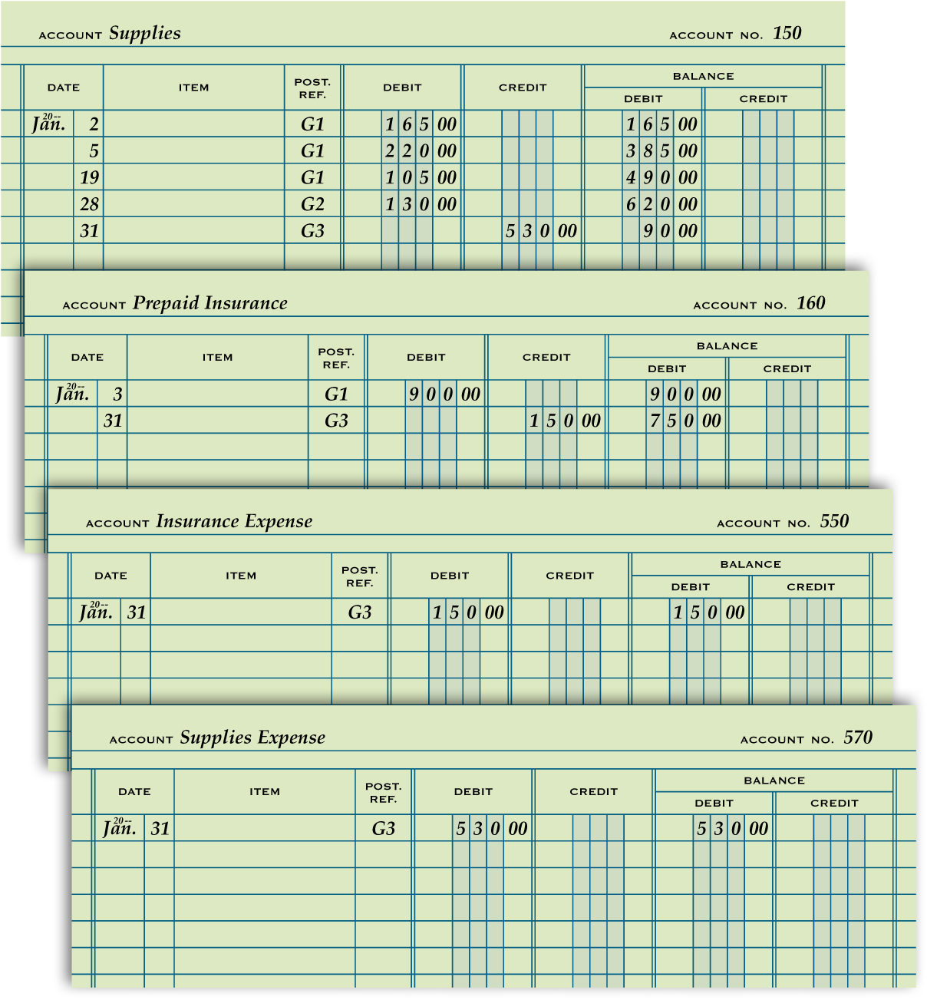 ACCOUNT Supplies ACCOUNT NO. 150
DATE ITEM POST. REF. DEBIT CREDIT BALANCE
DEBIT CREDIT
20--
Jan. 2 G1 165 00 165 00
5 G1 220 00 385 00
19 G1 105 00 490 00
28 G2 130 00 620 00
31 G3 530 00 90 00
ACCOUNT Prepaid Insurance ACCOUNT NO. 160
DATE ITEM POST. REF. DEBIT CREDIT BALANCE
DEBIT CREDIT
20--
Jan. 3 G1 900 00 900 00
31 G3 150 00 750 00
ACCOUNT Insurance Expense ACCOUNT NO. 550
DATE ITEM POST. REF. DEBIT CREDIT BALANCE
DEBIT CREDIT
20--
Jan. 31 G3 150 00 150 00
ACCOUNT Supplies Expense ACCOUNT NO. 570
DATE ITEM POST. REF. DEBIT CREDIT BALANCE
DEBIT CREDIT
20--
Jan. 31 G3 530 00 530 00